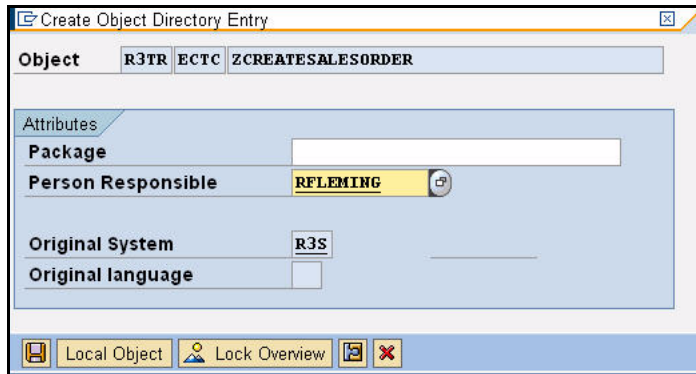 Create Object Directory Entry
Object R3TR ECTC ZCREATESALESORDER
Attributes
Package
Person Responsible RFLEMING
Original System R3S
Original language
Local Object Lock Overview